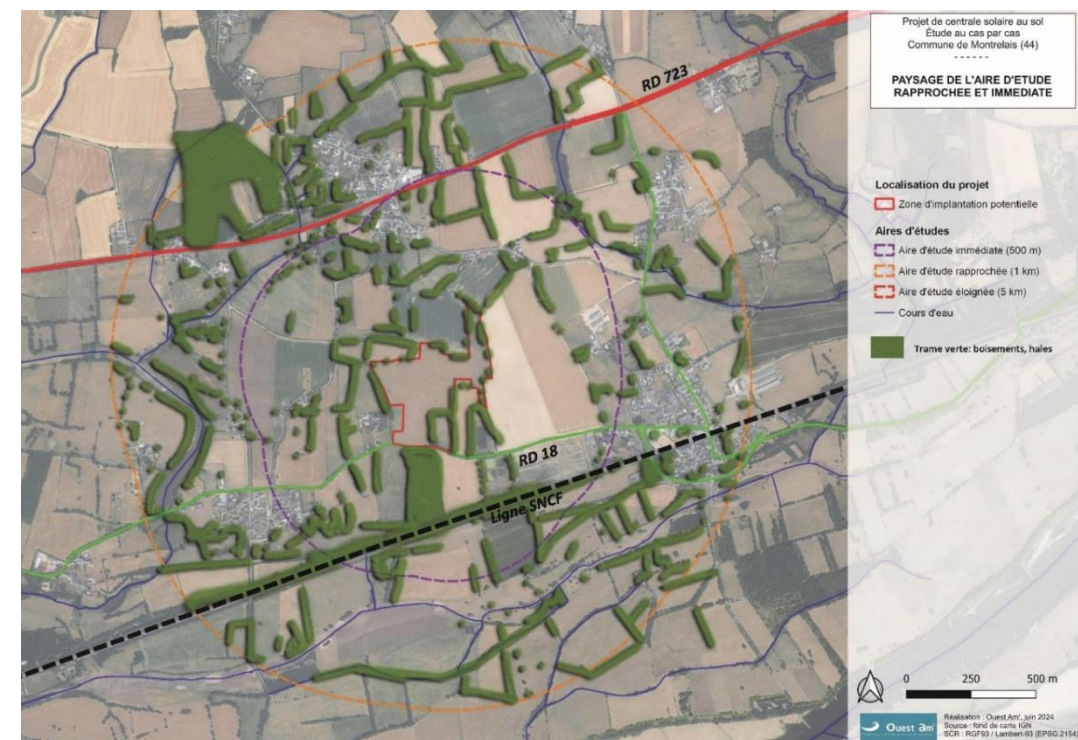 Projet de centrale solaire au sol
Étude au cas par cas
Commune de Montrelais (44)
------
PAYSAGE DE L'AIRE D'ETUDE
RAPPROCHEE ET IMMEDIATE
RD 723
Localisation du projet
Zone d'implantation potentielle
Aires d'études
Aire d'étude immédiate (500 m)
Aire d'étude rapprochée (1 km)
Aire d'étude éloignée (5 km)
Cours d'eau
Trame verte: boisements, haies
RD 18
Ligne SNCF
0 250 500 m
Ouest Am'
Réalisation : Ouest Am', juin 2024
Source : fond de carte IGN
SCR : RGF93 / Lambert-93 (EPSG:2154)